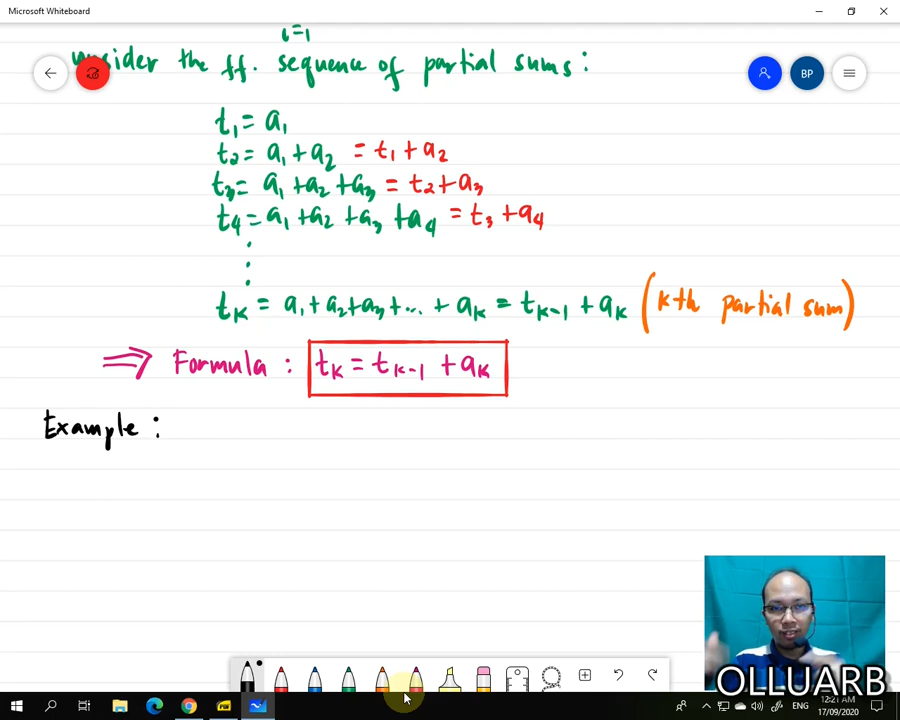 Microsoft Whiteboard
i=1
onsider the ff. sequence of partial sums:
BP
t₁ = a₁
t₂ = a₁ + a₂ = t₁ + a₂
t₃ = a₁ + a₂ + a₃ = t₂ + a₃
t₄ = a₁ + a₂ + a₃ + a₄ = t₃ + a₄
⋮
tₖ = a₁ + a₂ + a₃ + ... + aₖ = tₖ₋₁ + aₖ (kth partial sum)
⇒ Formula: tₖ = tₖ₋₁ + aₖ
Example:
OLLUARB
ENG
12:21 AM
17/09/2020